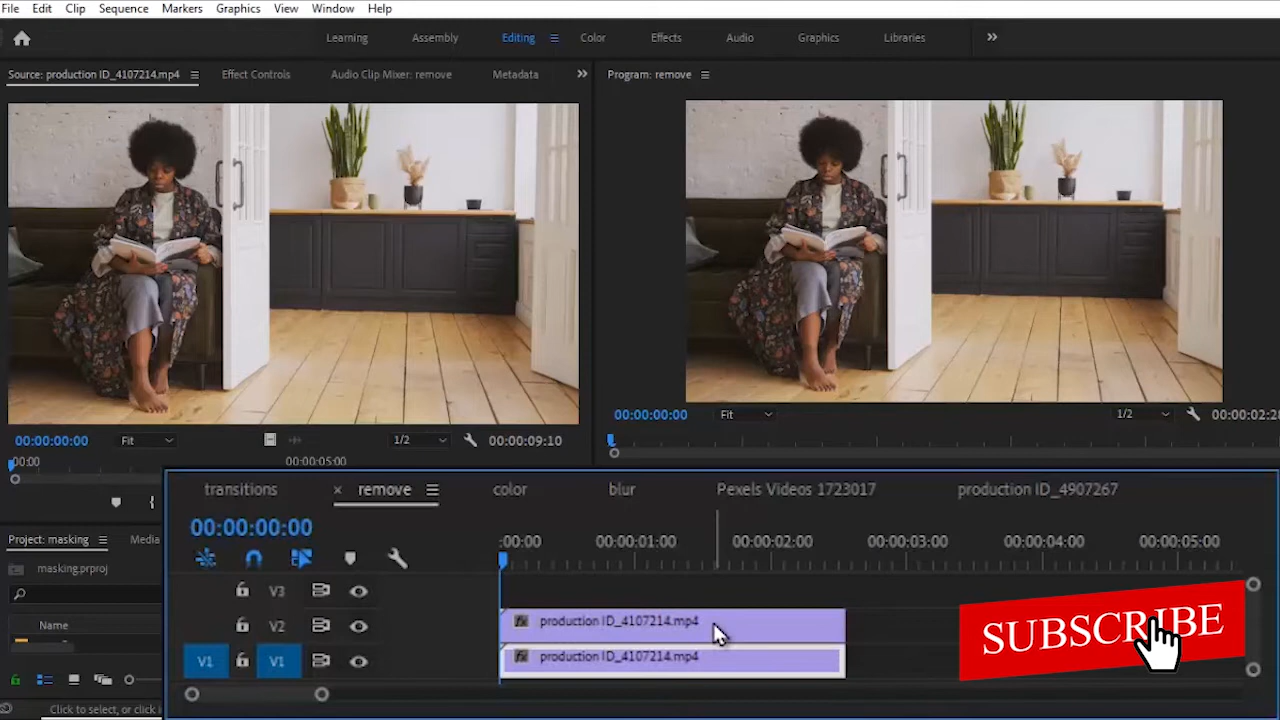 File Edit Clip Sequence Markers Graphics View Window Help
Learning Assembly Editing Color Effects Audio Graphics Libraries
Source: production ID_4107214.mp4 Effect Controls Audio Clip Mixer: remove Metadata
Program: remove
00:00:00:00 Fit 1/2 00:00:09:10
00:00:00:00 Fit 1/2 00:00:02:28
:00:00 00:00:05:00
transitions × remove color blur Pexels Videos 1723017 production ID_4907267
00:00:00:00
:00:00 00:00:01:00 00:00:02:00 00:00:03:00 00:00:04:00 00:00:05:00
Project: masking Media
masking.prproj
Name
V3
V2 fx production ID_4107214.mp4
V1 V1 fx production ID_4107214.mp4
SUBSCRIBE
Click to select, or click